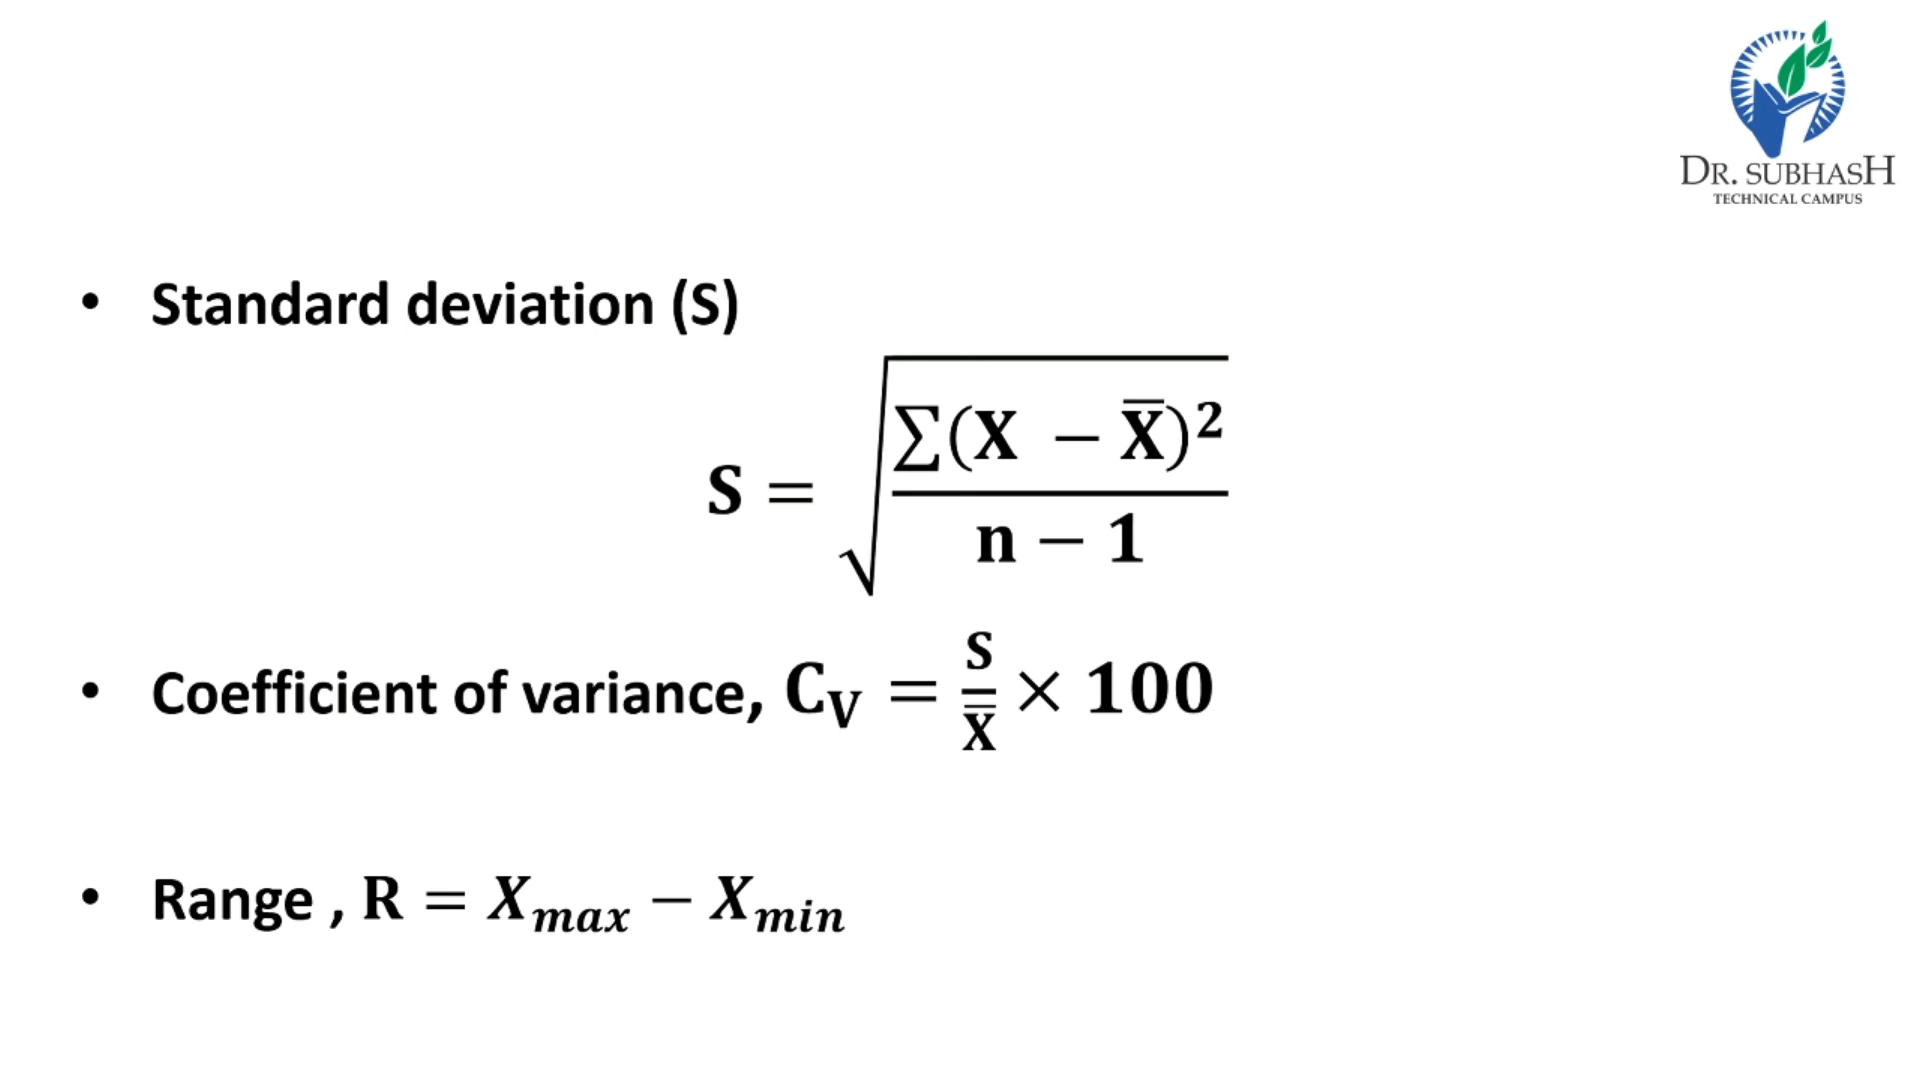 DR. SUBHASH
TECHNICAL CAMPUS
• Standard deviation (S)
S = √(∑(X − X̅)² / (n − 1))
• Coefficient of variance, C_V = S/X̅ × 100
• Range , R = X_max − X_min